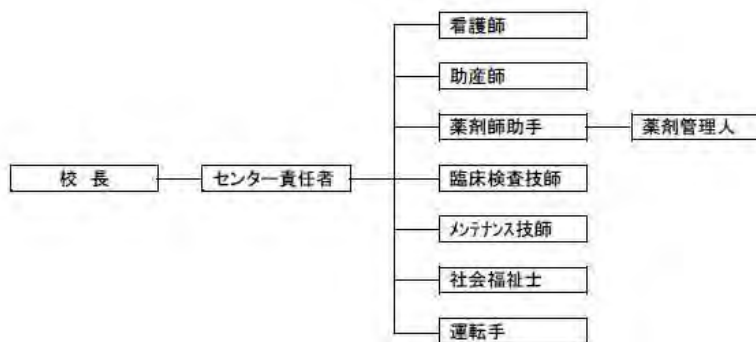 看護師
助産師
薬剤師助手
薬剤管理人
校 長
センター責任者
臨床検査技師
メンテナンス技師
社会福祉士
運転手